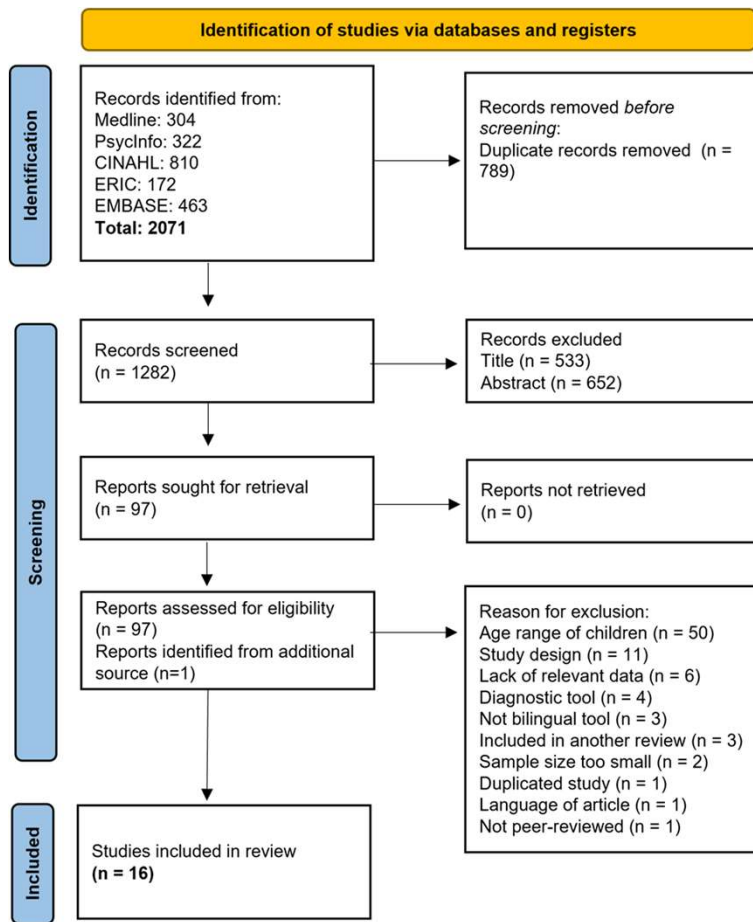 Identification of studies via databases and registers
Identification
Records identified from:
Medline: 304
PsycInfo: 322
CINAHL: 810
ERIC: 172
EMBASE: 463
Total: 2071
Records removed before
screening:
Duplicate records removed (n =
789)
Screening
Records screened
(n = 1282)
Records excluded
Title (n = 533)
Abstract (n = 652)
Reports sought for retrieval
(n = 97)
Reports not retrieved
(n = 0)
Reports assessed for eligibility
(n = 97)
Reports identified from additional
source (n=1)
Reason for exclusion:
Age range of children (n = 50)
Study design (n = 11)
Lack of relevant data (n = 6)
Diagnostic tool (n = 4)
Not bilingual tool (n = 3)
Included in another review (n = 3)
Sample size too small (n = 2)
Duplicated study (n = 1)
Language of article (n = 1)
Not peer-reviewed (n = 1)
Included
Studies included in review
(n = 16)